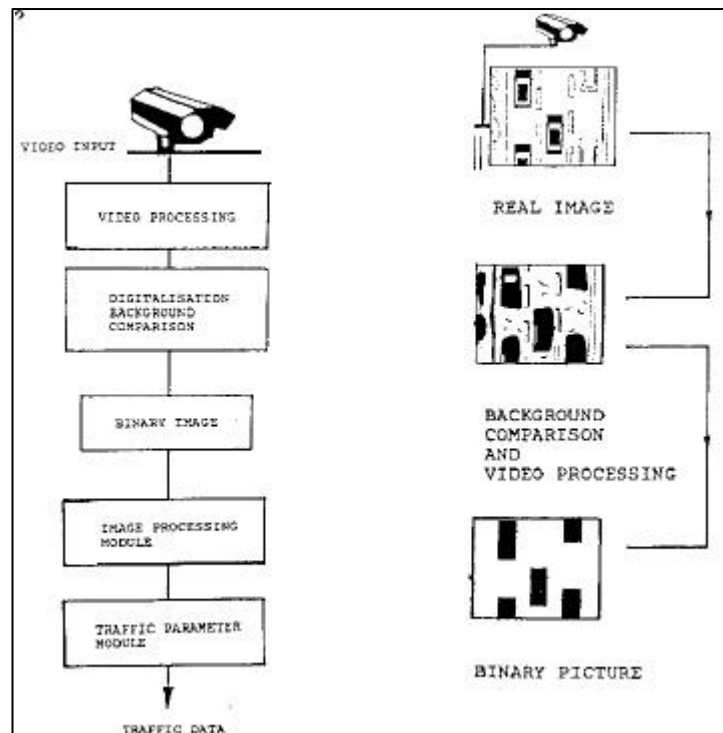 VIDEO INPUT
VIDEO PROCESSING
DIGITALISATION
BACKGROUND
COMPARISON
BINARY IMAGE
IMAGE PROCESSING
MODULE
TRAFFIC PARAMETER
MODULE
TRAFFIC DATA
REAL IMAGE
BACKGROUND
COMPARISON
AND
VIDEO PROCESSING
BINARY PICTURE